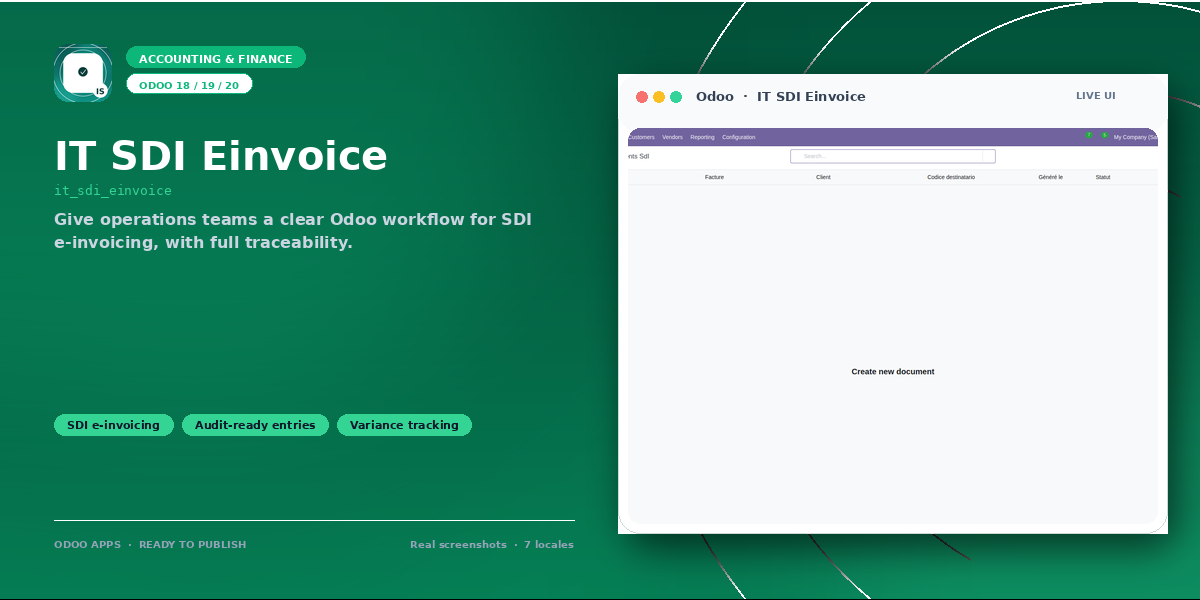 ACCOUNTING & FINANCE
ODOO 18 / 19 / 20
IS
IT SDI Einvoice
it_sdi_einvoice
Give operations teams a clear Odoo workflow for SDI
e-invoicing, with full traceability.
SDI e-invoicing
Audit-ready entries
Variance tracking
ODOO APPS · READY TO PUBLISH
Real screenshots · 7 locales
Odoo · IT SDI Einvoice
LIVE UI
Customers Vendors Reporting Configuration
My Company (Sa
nts Sdi
Search...
Facture Client Codice destinatario Généré le Statut
Create new document